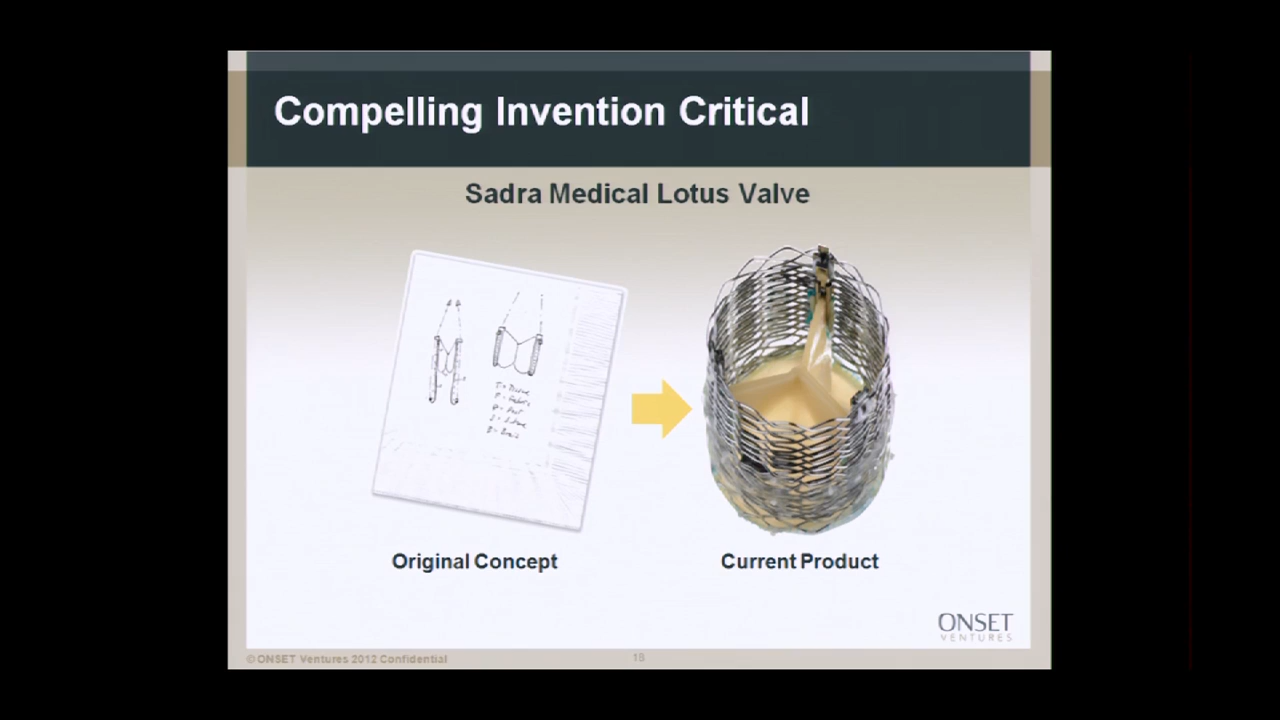 Compelling Invention Critical
Sadra Medical Lotus Valve
Original Concept
Current Product
ONSET
VENTURES
© ONSET Ventures 2012 Confidential
18